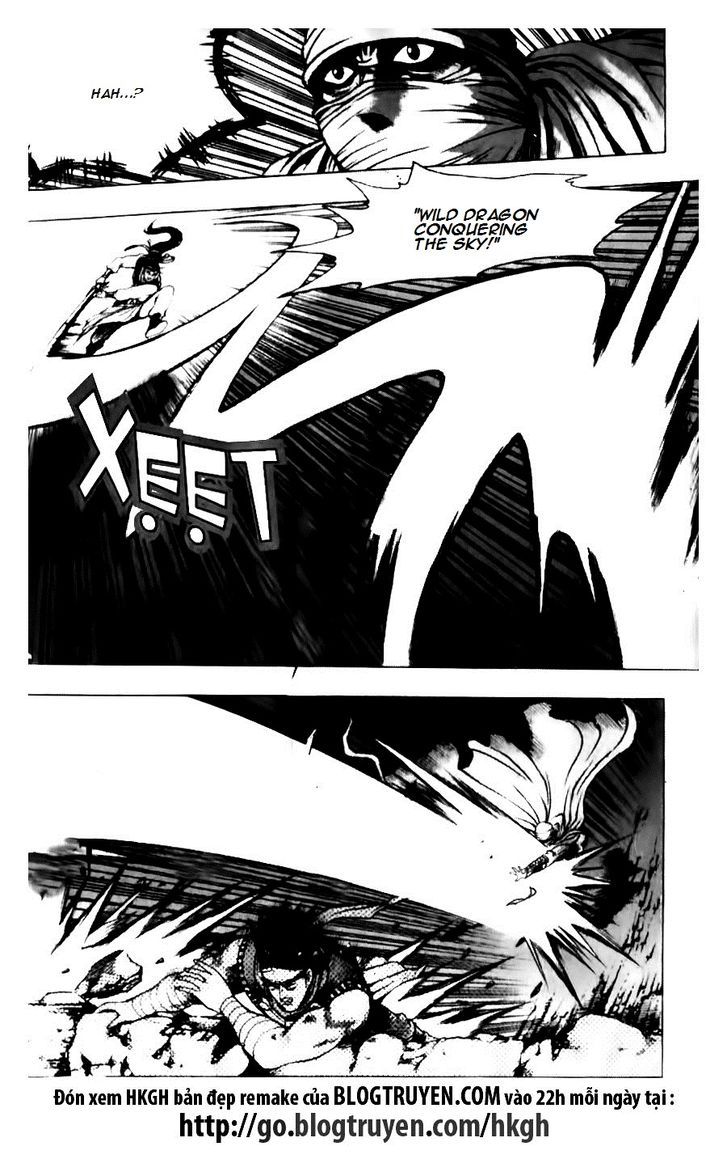 HAH...?
"WILD DRAGON
CONQUERING
THE SKY!"
XẸẸT
Đón xem HKGH bản đẹp remake của BLOGTRUYEN.COM vào 22h mỗi ngày tại :
http://go.blogtruyen.com/hkgh